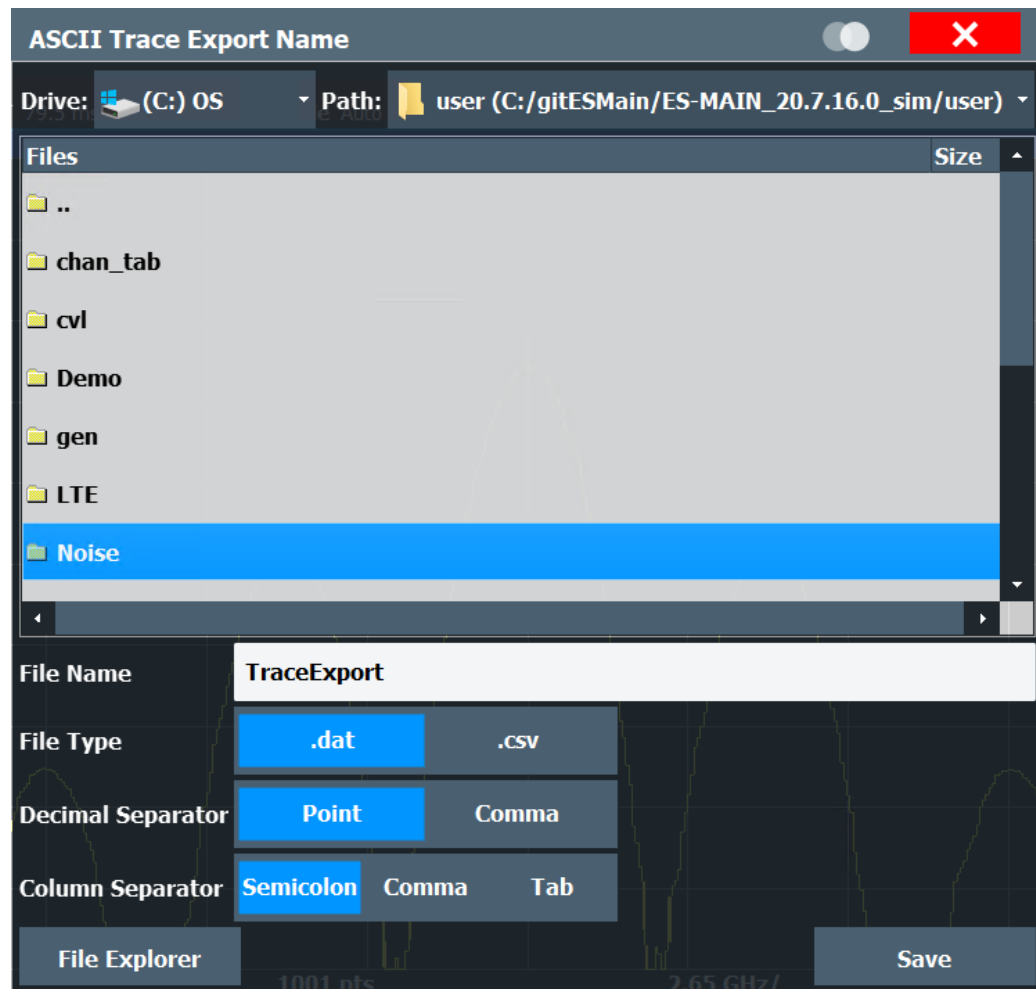 ASCII Trace Export Name
Drive: (C:) OS Path: user (C:/gitESMain/ES-MAIN_20.7.16.0_sim/user)
Files Size
..
chan_tab
cvl
Demo
gen
LTE
Noise
File Name TraceExport
File Type .dat .csv
Decimal Separator Point Comma
Column Separator Semicolon Comma Tab
File Explorer Save
1001 pts 2.65 GHz/